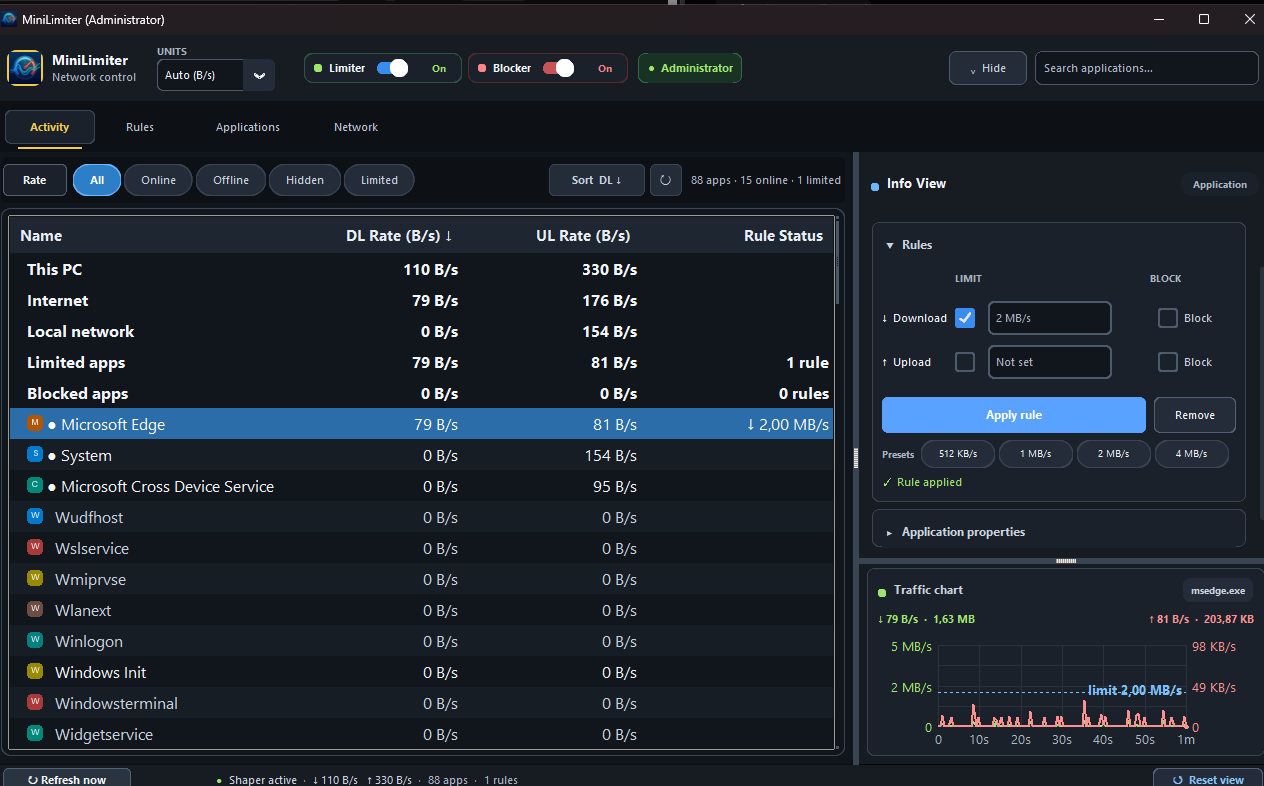 MiniLimiter (Administrator)
MiniLimiter
Network control
UNITS
Auto (B/s)
Limiter On
Blocker On
● Administrator
Hide
Search applications...
Activity Rules Applications Network
Rate All Online Offline Hidden Limited
Sort DL ↓ ↻ 88 apps · 15 online · 1 limited
Name DL Rate (B/s) ↓ UL Rate (B/s) Rule Status
This PC 110 B/s 330 B/s
Internet 79 B/s 176 B/s
Local network 0 B/s 154 B/s
Limited apps 79 B/s 81 B/s 1 rule
Blocked apps 0 B/s 0 B/s 0 rules
M ● Microsoft Edge 79 B/s 81 B/s ↓ 2,00 MB/s
S ● System 0 B/s 154 B/s
C ● Microsoft Cross Device Service 0 B/s 95 B/s
W Wudfhost 0 B/s 0 B/s
W Wslservice 0 B/s 0 B/s
W Wmiprvse 0 B/s 0 B/s
W Wlanext 0 B/s 0 B/s
W Winlogon 0 B/s 0 B/s
W Windows Init 0 B/s 0 B/s
W Windowsterminal 0 B/s 0 B/s
W Widgetservice 0 B/s 0 B/s
Info View Application
▼ Rules
LIMIT BLOCK
↓ Download 2 MB/s Block
↑ Upload Not set Block
Apply rule Remove
Presets 512 KB/s 1 MB/s 2 MB/s 4 MB/s
✓ Rule applied
▸ Application properties
Traffic chart msedge.exe
↓ 79 B/s · 1,63 MB ↑ 81 B/s · 203,87 KB
5 MB/s 98 KB/s
2 MB/s limit 2,00 MB/s 49 KB/s
0 0
0 10s 20s 30s 40s 50s 1m
↻ Refresh now ● Shaper active · ↓ 110 B/s ↑ 330 B/s · 88 apps · 1 rules ↺ Reset view